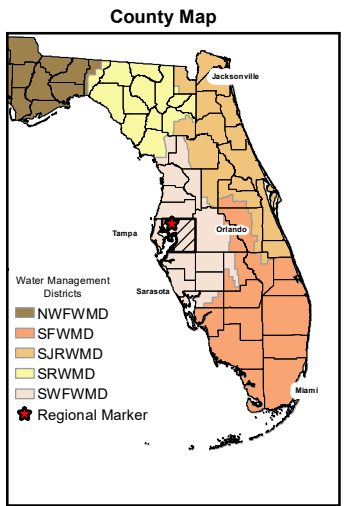 County Map
Jacksonville
Orlando
Tampa
Sarasota
Water Management
Districts
NWFWMD
SFWMD
SJRWMD
SRWMD
SWFWMD
Regional Marker
Miami